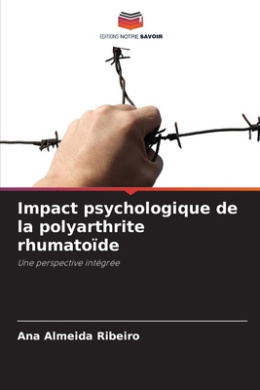 EDITIONS NOTRE SAVOIR
Impact psychologique de
la polyarthrite
rhumatoïde
Une perspective intégrée
Ana Almeida Ribeiro